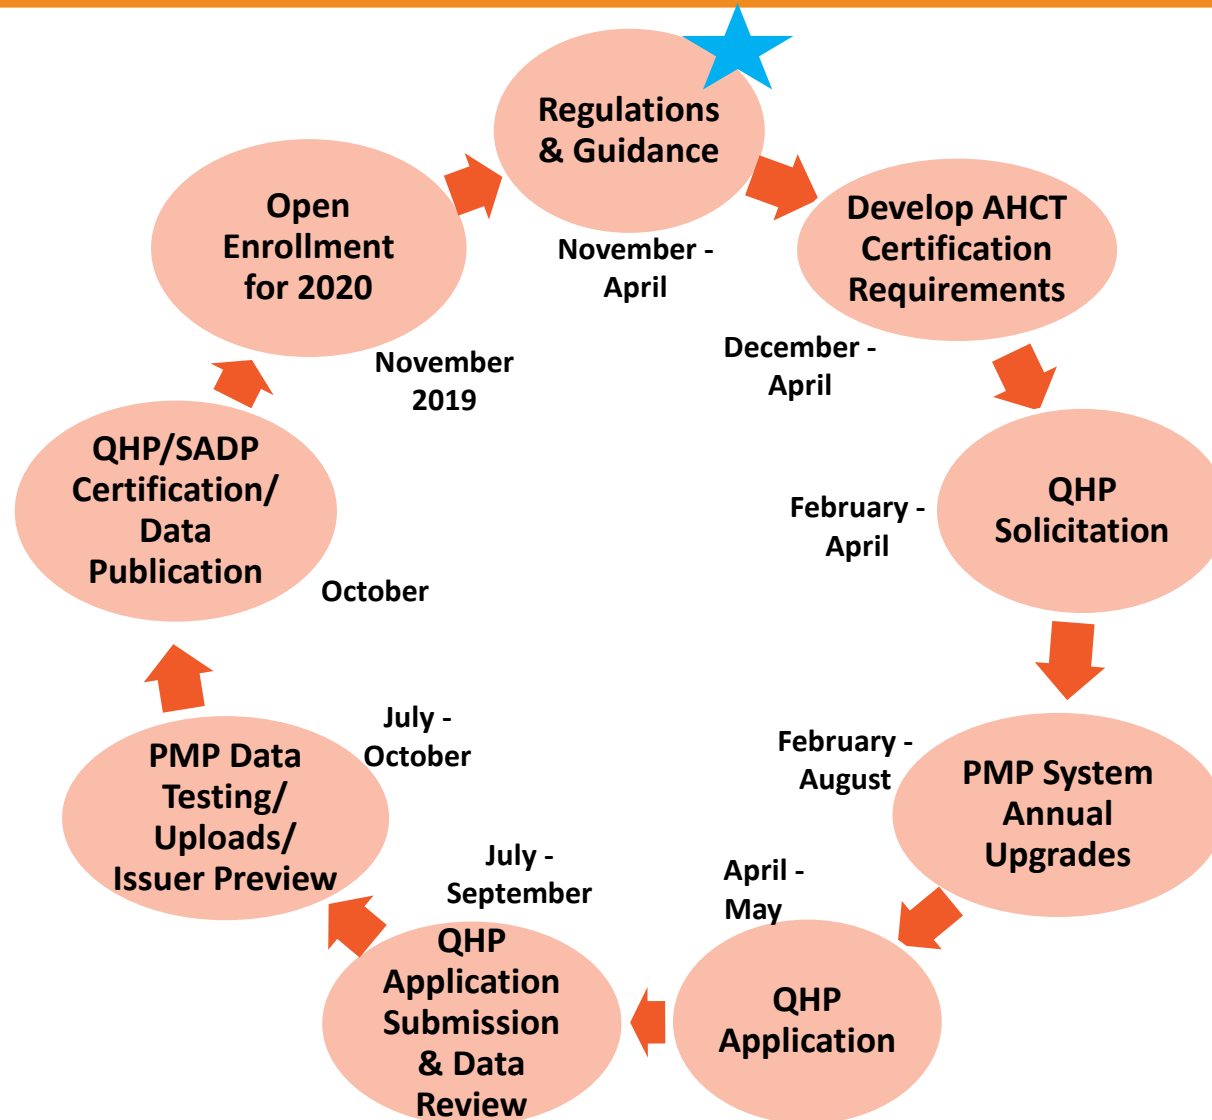 Regulations
& Guidance
November -
April
Develop AHCT
Certification
Requirements
December -
April
QHP
Solicitation
February -
April
PMP System
Annual
Upgrades
February -
August
QHP
Application
April -
May
QHP
Application
Submission
& Data
Review
July -
September
PMP Data
Testing/
Uploads/
Issuer Preview
July -
October
QHP/SADP
Certification/
Data
Publication
October
Open
Enrollment
for 2020
November
2019